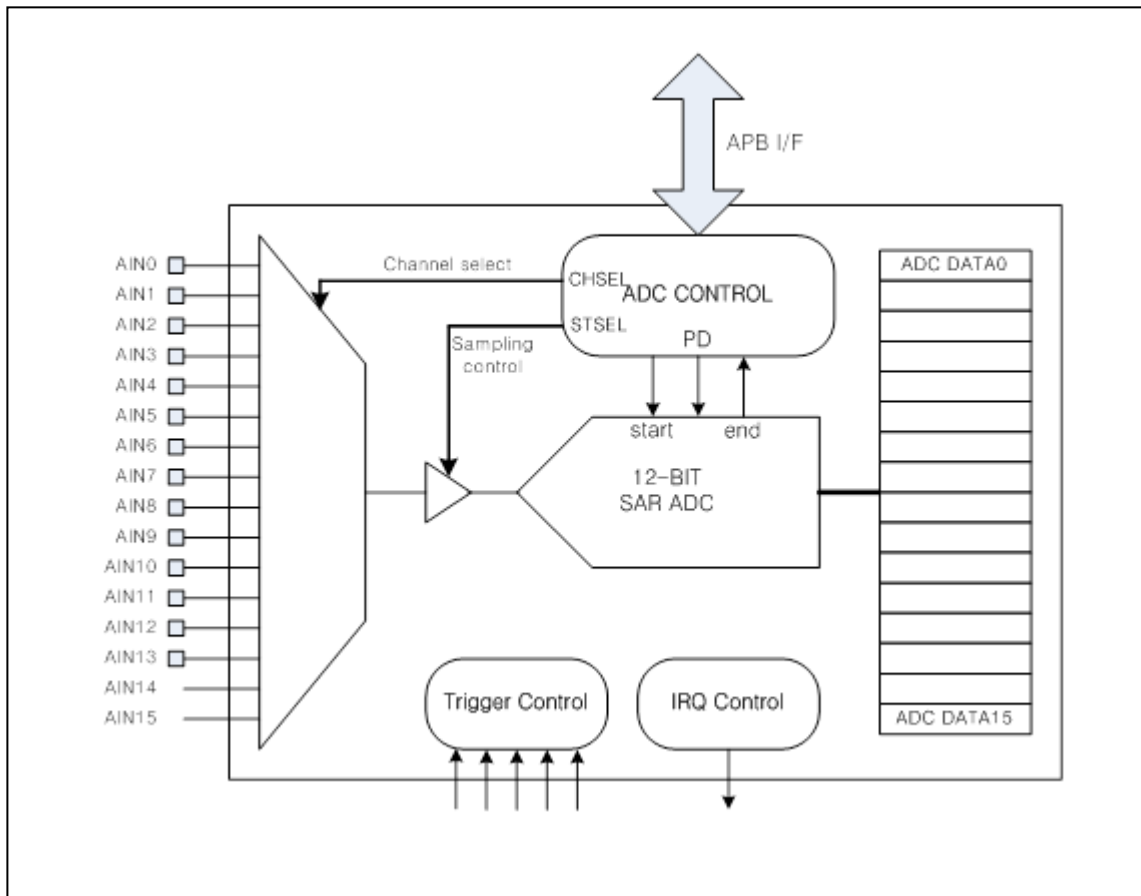 APB I/F
AIN0
AIN1
AIN2
AIN3
AIN4
AIN5
AIN6
AIN7
AIN8
AIN9
AIN10
AIN11
AIN12
AIN13
AIN14
AIN15
Channel select
Sampling
control
CHSEL
ADC CONTROL
STSEL
PD
start
end
12-BIT
SAR ADC
ADC DATA0
ADC DATA15
Trigger Control
IRQ Control